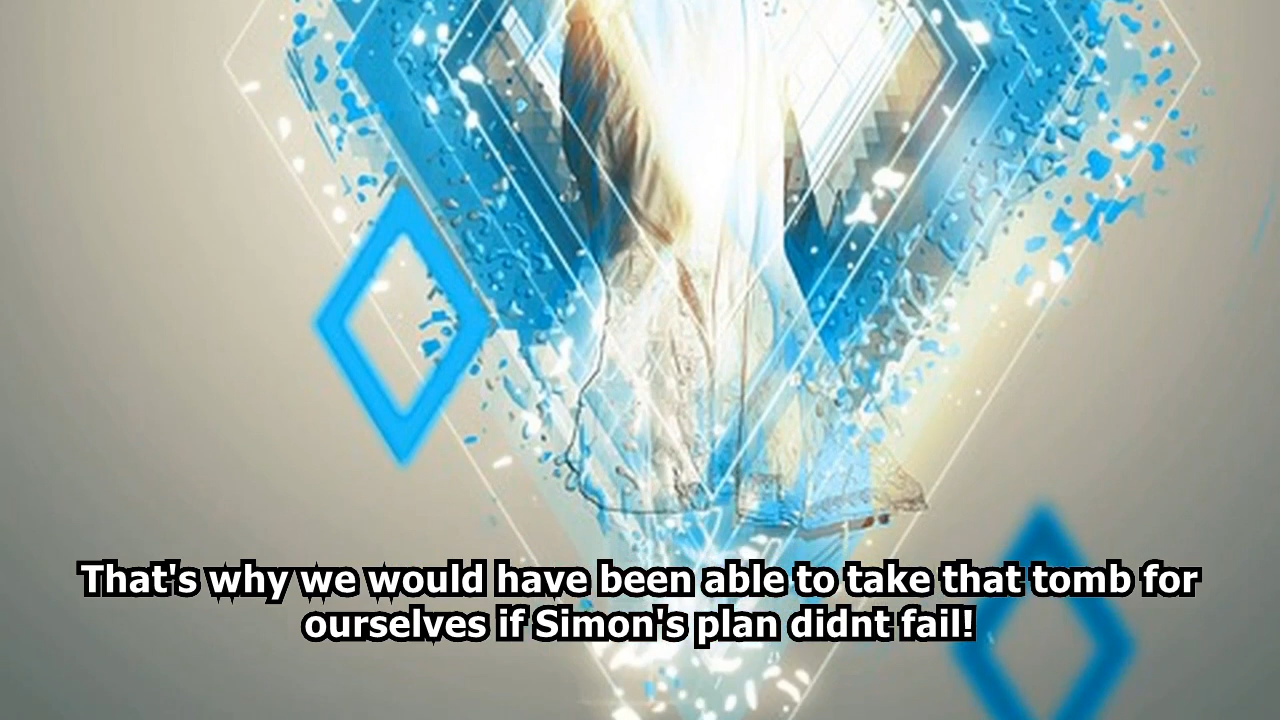 That's why we would have been able to take that tomb for
ourselves if Simon's plan didnt fail!